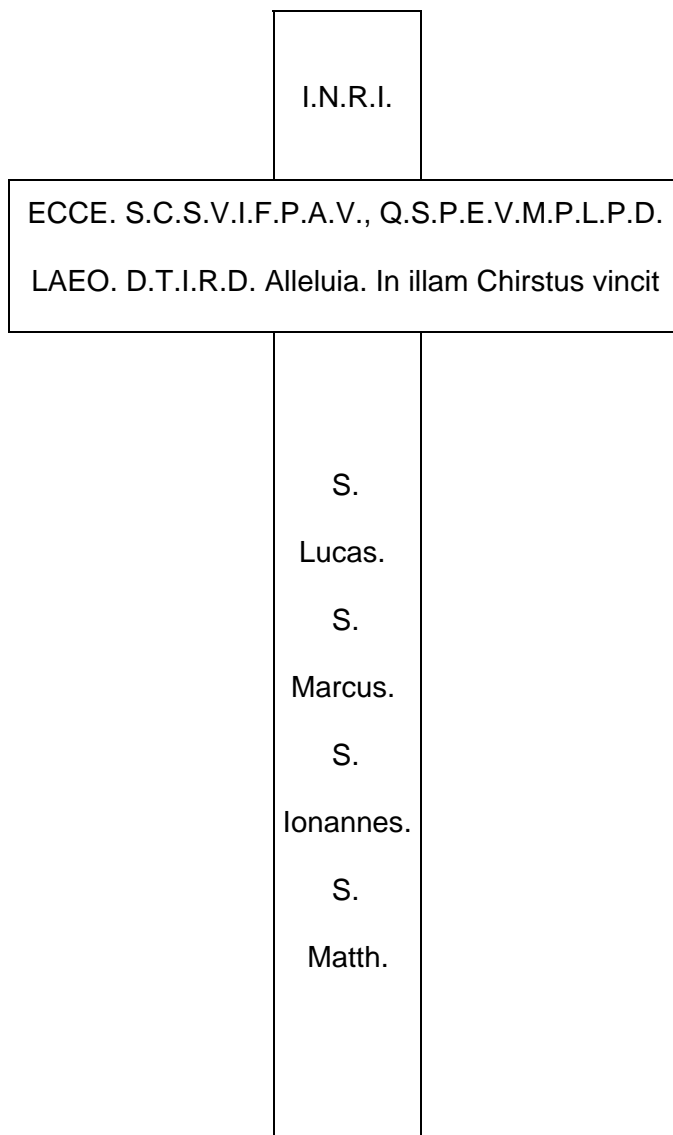 I.N.R.I.
ECCE. S.C.S.V.I.F.P.A.V., Q.S.P.E.V.M.P.L.P.D.
LAEO. D.T.I.R.D. Alleluia. In illam Chirstus vincit
S.
Lucas.
S.
Marcus.
S.
Ionannes.
S.
Matth.